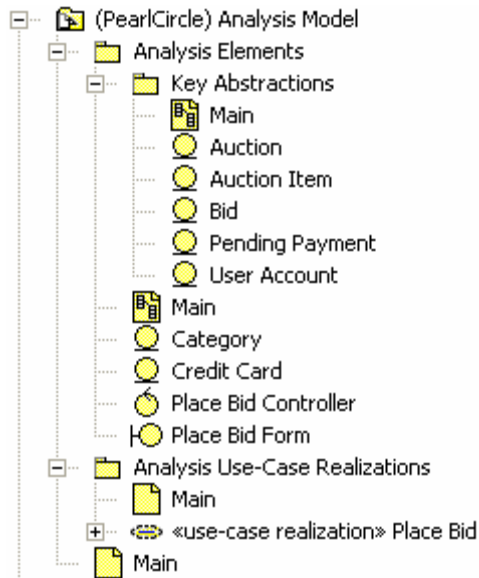 (PearlCircle) Analysis Model
Analysis Elements
Key Abstractions
Main
Auction
Auction Item
Bid
Pending Payment
User Account
Main
Category
Credit Card
Place Bid Controller
Place Bid Form
Analysis Use-Case Realizations
Main
«use-case realization» Place Bid
Main